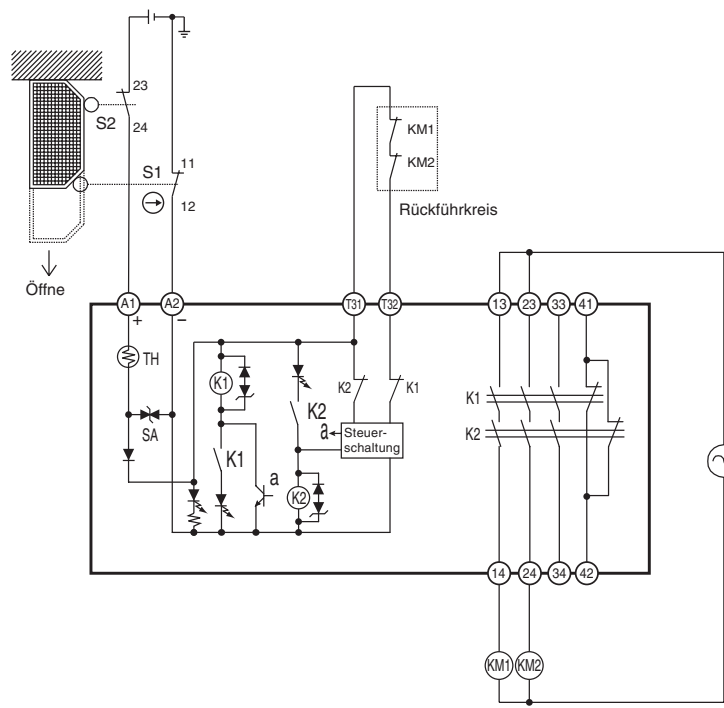 23
S2
24
S1
11
12
Öffne
KM1
KM2
Rückführkreis
A1
A2
T31
T32
13
23
33
41
+
−
TH
SA
K1
K1
a
K2
K2
K2
K1
a
Steuer-
schaltung
K1
K2
14
24
34
42
KM1
KM2